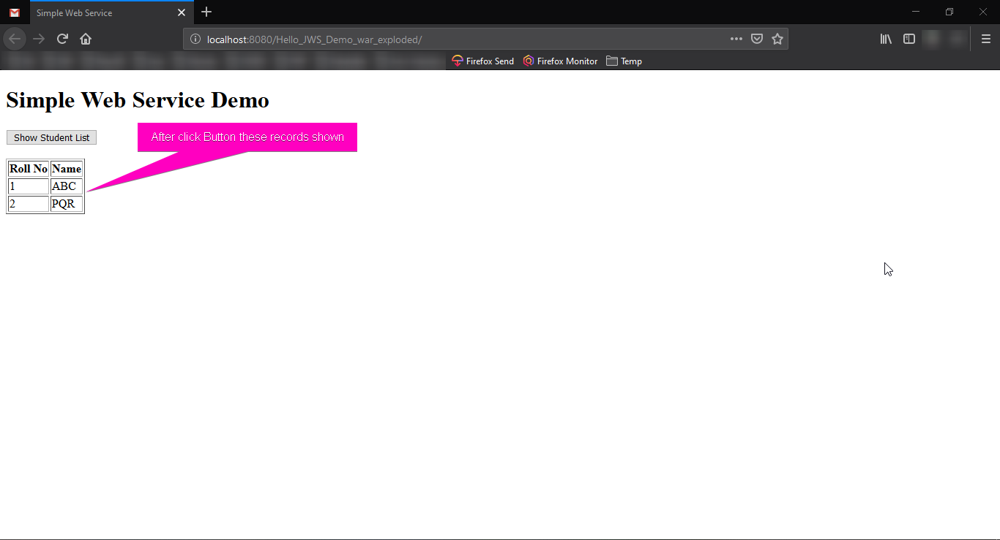 Simple Web Service
localhost:8080/Hello_JWS_Demo_war_exploded/
Firefox Send Firefox Monitor Temp
Simple Web Service Demo
Show Student List
After click Button these records shown
Roll No Name
1 ABC
2 PQR